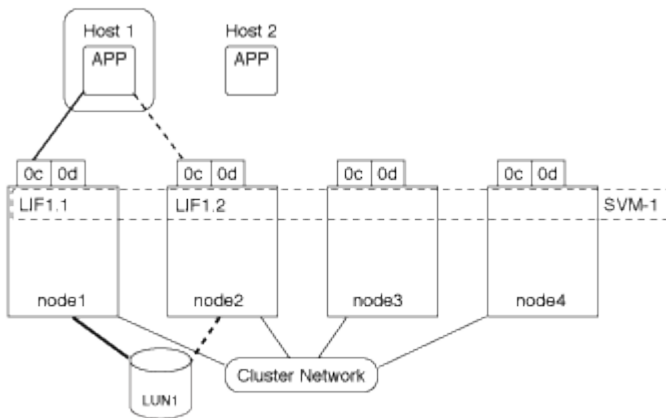 Host 1
Host 2
APP
APP
0c 0d
0c 0d
0c 0d
0c 0d
LIF1.1
LIF1.2
SVM-1
node1
node2
node3
node4
Cluster Network
LUN1